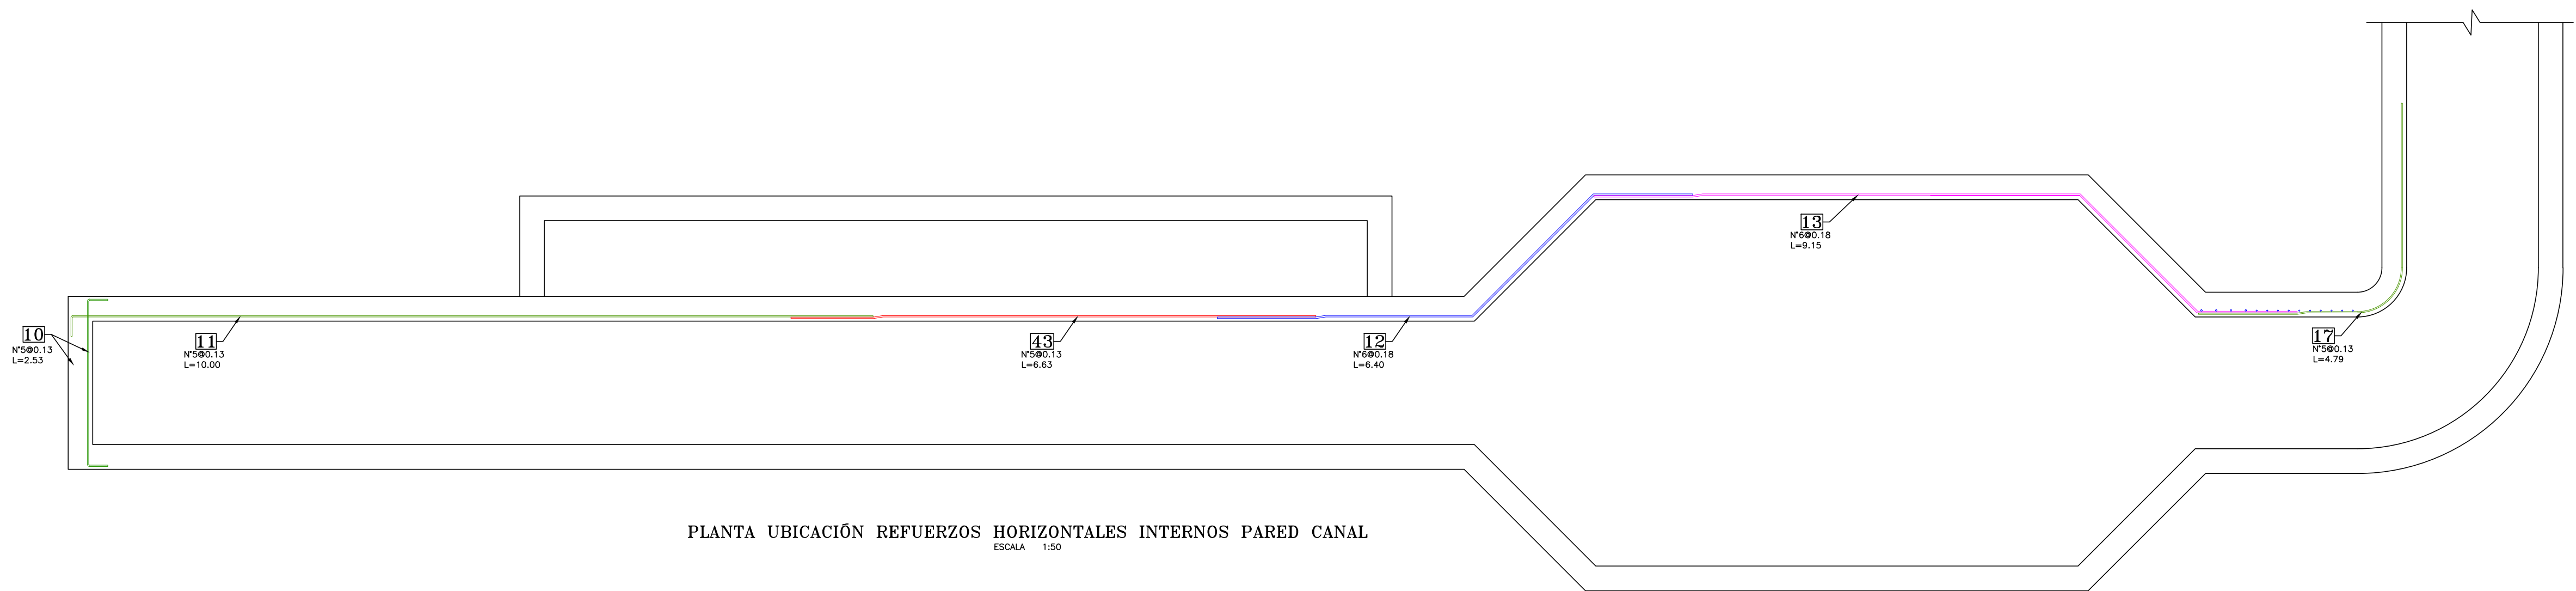 13
N°6@0.18
L=9.15
10
N°5@0.13
L=2.53
11
N°5@0.13
L=10.00
43
N°5@0.13
L=6.63
12
N°6@0.18
L=6.40
17
N°5@0.13
L=4.79
PLANTA UBICACIÓN REFUERZOS HORIZONTALES INTERNOS PARED CANAL
ESCALA 1:50